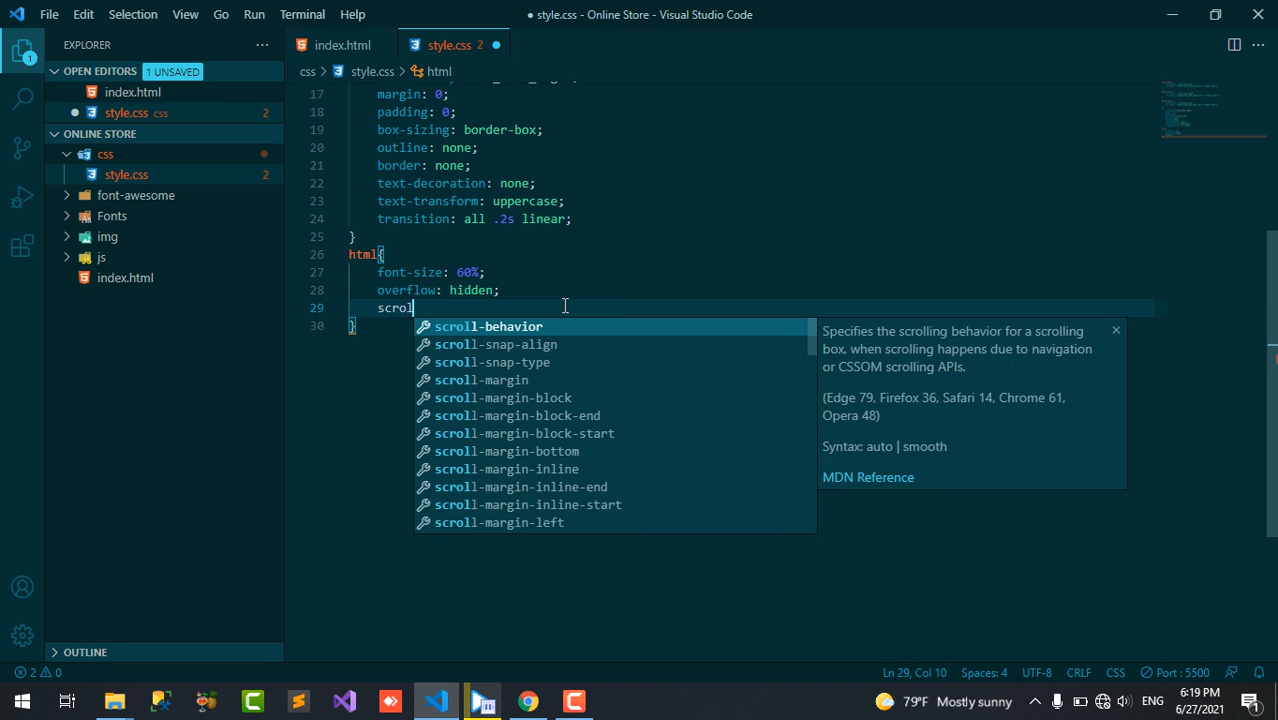 File Edit Selection View Go Run Terminal Help
● style.css - Online Store - Visual Studio Code
EXPLORER
OPEN EDITORS 1 UNSAVED
index.html
style.css css 2
ONLINE STORE
css
style.css 2
font-awesome
Fonts
img
js
index.html
OUTLINE
index.html style.css 2
css > style.css > html
17 margin: 0;
18 padding: 0;
19 box-sizing: border-box;
20 outline: none;
21 border: none;
22 text-decoration: none;
23 text-transform: uppercase;
24 transition: all .2s linear;
25 }
26 html{
27 font-size: 60%;
28 overflow: hidden;
29 scrol
30 }
scroll-behavior
scroll-snap-align
scroll-snap-type
scroll-margin
scroll-margin-block
scroll-margin-block-end
scroll-margin-block-start
scroll-margin-bottom
scroll-margin-inline
scroll-margin-inline-end
scroll-margin-inline-start
scroll-margin-left
Specifies the scrolling behavior for a scrolling
box, when scrolling happens due to navigation
or CSSOM scrolling APIs.
(Edge 79, Firefox 36, Safari 14, Chrome 61,
Opera 48)
Syntax: auto | smooth
MDN Reference
1
2 0
Ln 29, Col 10 Spaces: 4 UTF-8 CRLF CSS Port : 5500
79°F Mostly sunny ENG
6:19 PM
6/27/2021
1